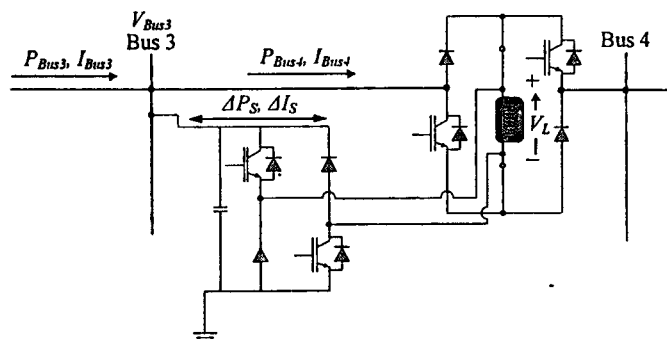 V_Bus3
Bus 3
P_Bus3, I_Bus3
P_Bus4, I_Bus4
Bus 4
ΔP_S, ΔI_S
+
V_L
−